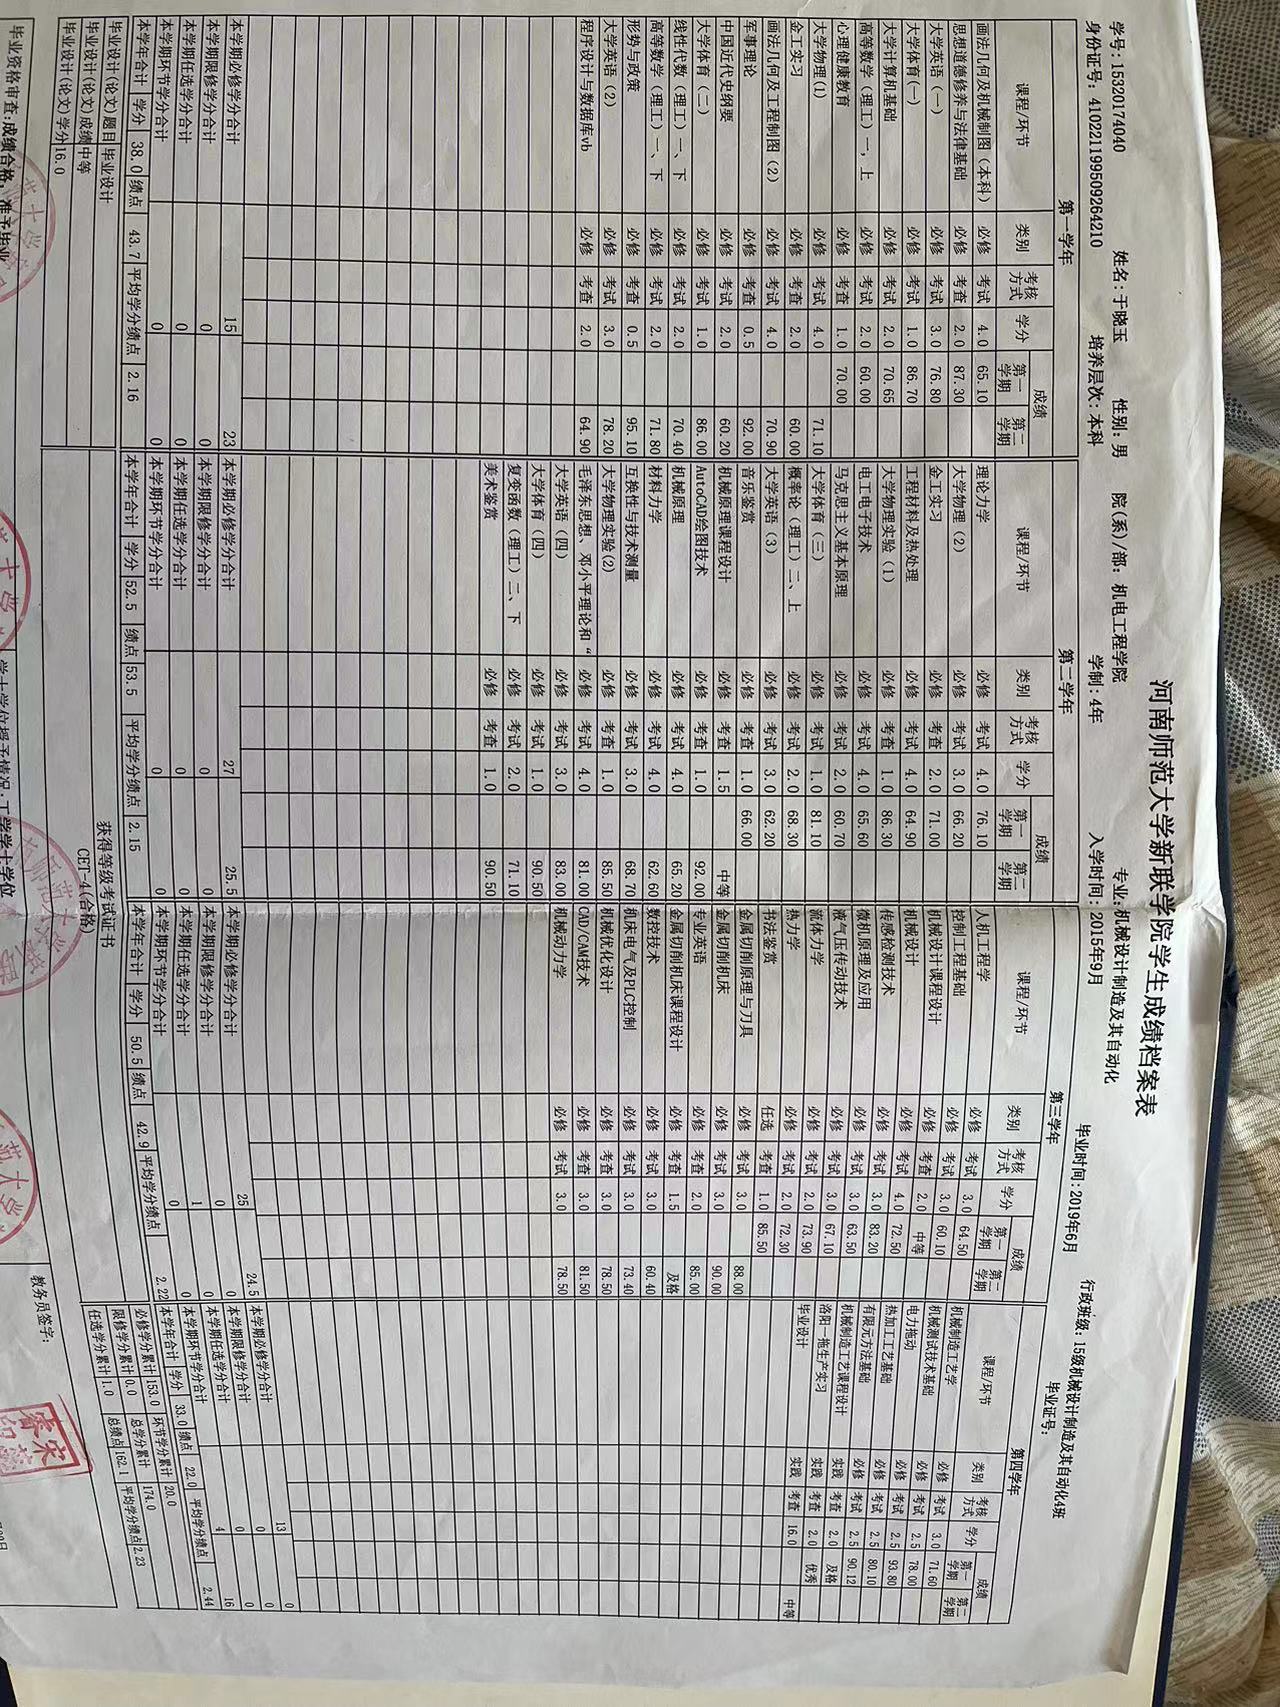 河南师范大学新联学院学生成绩档案表
学号:15320174040 姓名:于晓玉 性别:男 院(系)/部:机电工程学院 专业:机械设计制造及其自动化 行政班级:15级机械设计制造及其自动化4班
身份证号:410221199509264210 培养层次:本科 学制:4年 入学时间:2015年9月 毕业时间:2019年6月 毕业证号:
第一学年
课程/环节 类别 考核方式 学分 成绩 第一学期 第二学期
画法几何及机械制图(本科) 必修 考试 4.0 65.10
思想道德修养与法律基础 必修 考查 2.0 87.30
大学英语(一) 必修 考试 3.0 76.80
大学体育(一) 必修 考试 1.0 86.70
大学计算机基础 必修 考试 2.0 70.65
高等数学(理工)一,上 必修 考试 2.0 60.00
心理健康教育 必修 考查 1.0 70.00
大学物理(1) 必修 考试 4.0 71.10
金工实习 必修 考查 2.0 60.00
画法几何及工程制图(2) 必修 考试 4.0 70.90
军事理论 必修 考查 0.5 92.00
中国近代史纲要 必修 考查 2.0 60.20
大学体育(二) 必修 考试 1.0 86.00
线性代数(理工)一、下 必修 考试 2.0 70.40
高等数学(理工)一、下 必修 考试 2.0 71.80
形势与政策 必修 考查 0.5 95.10
大学英语(2) 必修 考试 3.0 78.20
程序设计与数据库vb 必修 考查 2.0 64.90
本学期必修学分合计 15 23
本学期限修学分合计 0 0
本学期任选学分合计 0 0
本学期环节学分合计 0 0
本学年合计 学分 38.0 绩点 43.7 平均学分绩点 2.16
毕业设计(论文)题目 毕业设计
毕业设计(论文)成绩 中等
毕业设计(论文)学分 16.0
第二学年
课程/环节 类别 考核方式 学分 成绩 第一学期 第二学期
理论力学 必修 考试 4.0 76.10
大学物理(2) 必修 考试 3.0 66.20
金工实习 必修 考查 2.0 71.00
工程材料及热处理 必修 考试 4.0 64.90
大学物理实验(1) 必修 考查 1.0 86.30
电工电子技术 必修 考试 4.0 65.60
马克思主义基本原理 必修 考试 2.0 60.70
大学体育(三) 必修 考试 1.0 81.10
概率论(理工)二、上 必修 考试 2.0 68.30
大学英语(3) 必修 考试 3.0 62.20
音乐鉴赏 必修 考查 1.0 66.00
机械原理课程设计 必修 考查 1.5 中等
AutoCAD绘图技术 必修 考查 1.0 92.00
机械原理 必修 考试 4.0 65.20
材料力学 必修 考试 4.0 62.60
互换性与技术测量 必修 考试 3.0 68.70
大学物理实验(2) 必修 考查 1.0 85.50
毛泽东思想、邓小平理论和“ 必修 考试 4.0 81.00
大学英语(四) 必修 考试 3.0 83.00
大学体育(四) 必修 考试 1.0 90.50
复变函数(理工)二、下 必修 考试 2.0 71.10
美术鉴赏 必修 考查 1.0 90.50
本学期必修学分合计 27 25.5
本学期限修学分合计 0 0
本学期任选学分合计 0 0
本学期环节学分合计 0 0
本学年合计 学分 52.5 绩点 53.5 平均学分绩点 2.15
获得等级考试证书
CET-4(合格)
第三学年
课程/环节 类别 考核方式 学分 成绩 第一学期 第二学期
人机工程学 必修 考试 3.0 64.50
控制工程基础 必修 考试 3.0 60.10
机械设计课程设计 必修 考查 2.0 中等
机械设计 必修 考试 4.0 72.50
传感检测技术 必修 考试 3.0 83.20
微机原理及应用 必修 考试 3.0 63.50
液气压传动技术 必修 考试 3.0 67.10
流体力学 必修 考试 2.0 73.90
热力学 必修 考试 2.0 72.30
书法鉴赏 任选 考查 1.0 85.50
金属切削原理与刀具 必修 考查 3.0 88.00
金属切削机床 必修 考试 3.0 90.00
专业英语 必修 考查 2.0 85.00
金属切削机床课程设计 必修 考查 1.5 及格
数控技术 必修 考试 3.0 60.40
机床电气及PLC控制 必修 考试 3.0 73.40
机械优化设计 必修 考查 3.0 78.50
CAD/CAM技术 必修 考查 3.0 81.50
机械动力学 必修 考试 3.0 78.50
本学期必修学分合计 25 24.5
本学期限修学分合计 0 0
本学期任选学分合计 1 0
本学期环节学分合计 0 0
本学年合计 学分 50.5 绩点 42.9 平均学分绩点 2.22
第四学年
课程/环节 类别 考核方式 学分 成绩 第一学期 第二学期
机械制造工艺学 必修 考试 3.0 71.60
机械测试技术基础 必修 考试 2.5 78.00
电力拖动 必修 考试 2.5 93.80
热加工工艺基础 必修 考试 2.5 80.10
有限元方法基础 必修 考试 2.5 90.12
机械制造工艺课程设计 实践 考查 2.0 及格
洛阳一拖生产实习 实践 考查 2.0 优秀
毕业设计 实践 考查 16.0 中等
本学期必修学分合计 13 0
本学期限修学分合计 0 0
本学期任选学分合计 0 0
本学期环节学分合计 4 16
本学年合计 学分 33.0 绩点 22.0 平均学分绩点 2.44
必修学分累计 153.0 环节学分累计 20.0
限修学分累计 0.0 总学分累计 174.0
任选学分累计 1.0 总绩点 162.1 平均学分绩点 2.23
毕业资格审查:成绩合格,准予毕业
学士学位授予情况:工学学士学位
教务员签字: